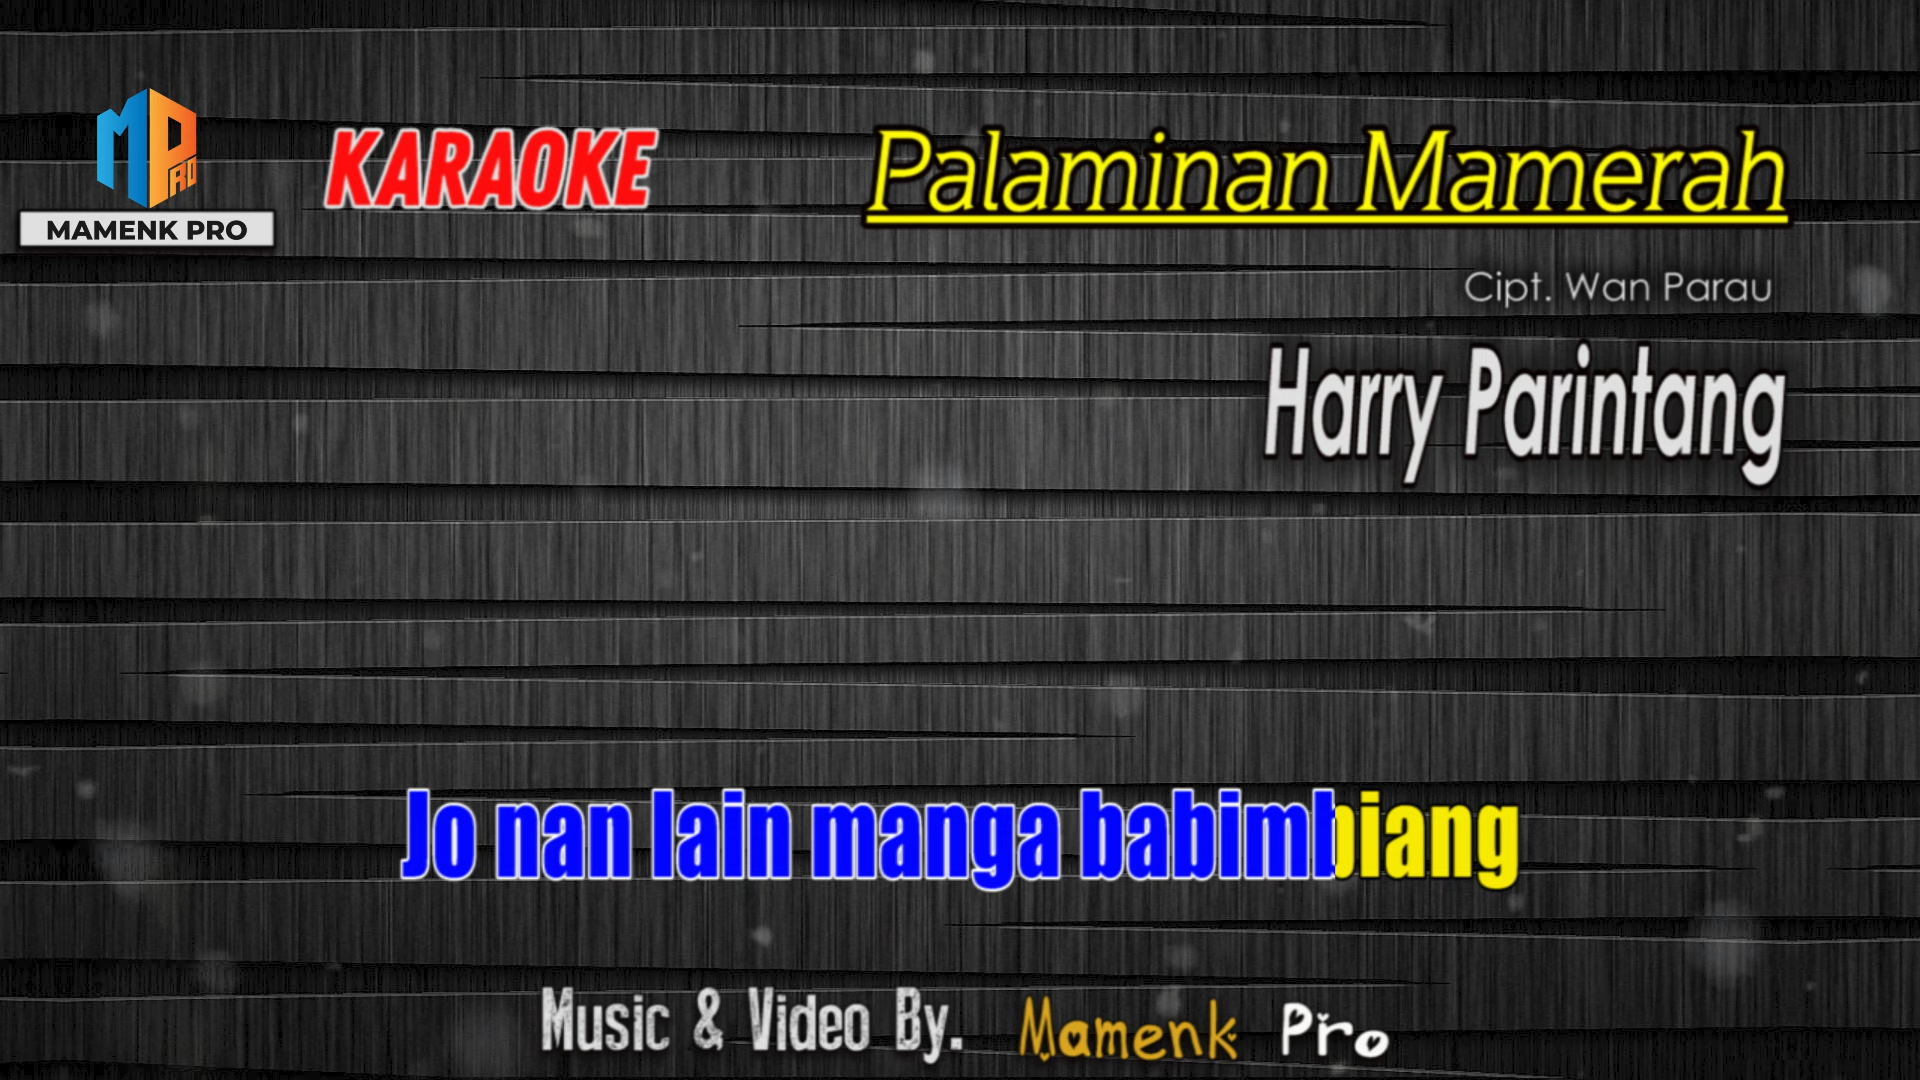 MP
PRO
MAMENK PRO
KARAOKE
Palaminan Mamerah
Cipt. Wan Parau
Harry Parintang
Jo nan lain manga babimbiang
Music & Video By. Mamenk Pro